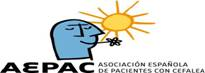 AEPAC ASOCIACIÓN ESPAÑOLA
DE PACIENTES CON CEFALEA